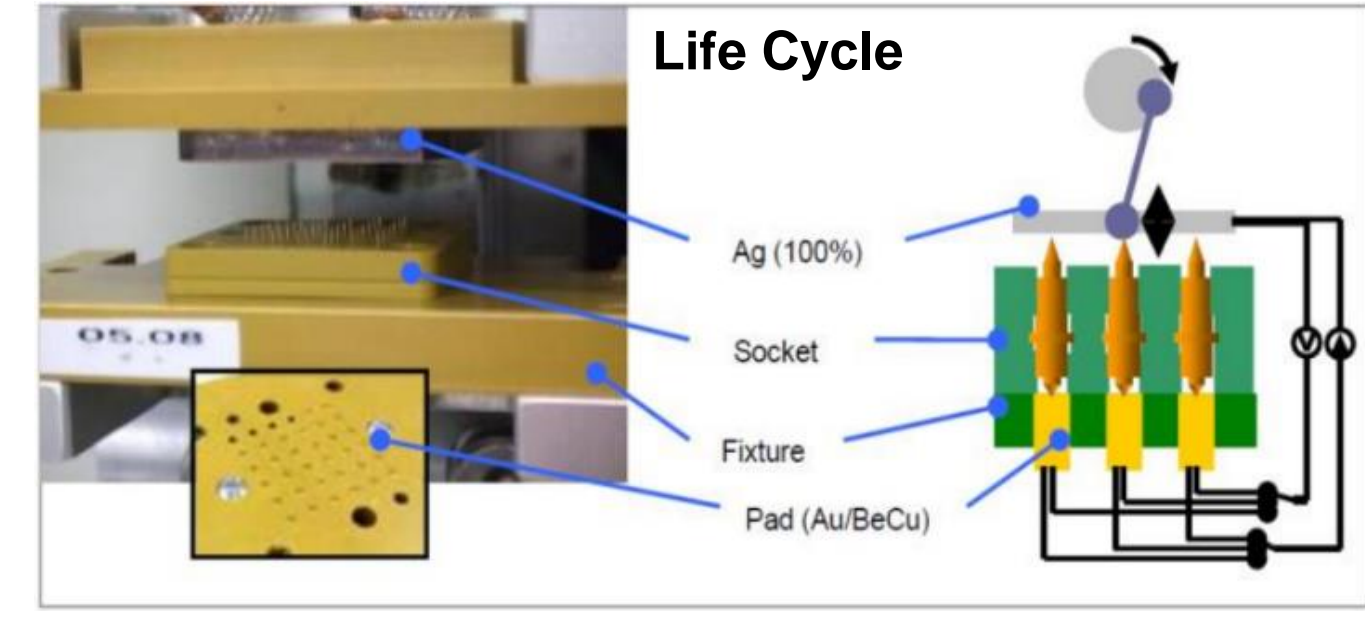 Life Cycle
Ag (100%)
Socket
05.08
Fixture
Pad (Au/BeCu)
V
A